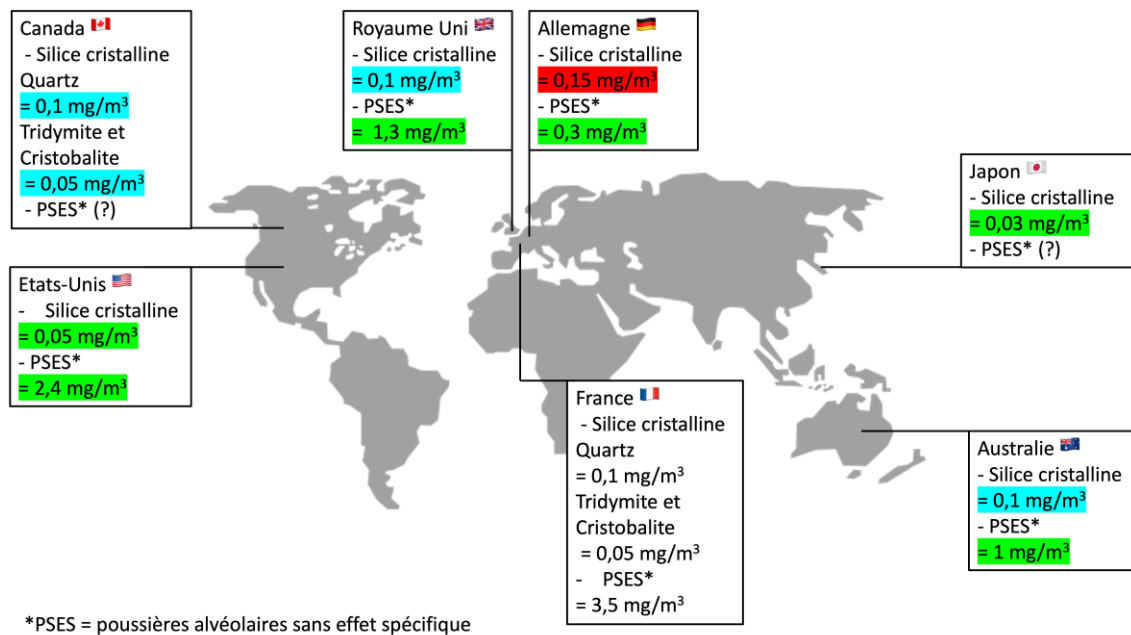 Canada 🇨🇦
- Silice cristalline
Quartz
= 0,1 mg/m³
Tridymite et
Cristobalite
= 0,05 mg/m³
- PSES* (?)
Royaume Uni 🇬🇧
- Silice cristalline
= 0,1 mg/m³
- PSES*
= 1,3 mg/m³
Allemagne 🇩🇪
- Silice cristalline
= 0,15 mg/m³
- PSES*
= 0,3 mg/m³
Japon 🇯🇵
- Silice cristalline
= 0,03 mg/m³
- PSES* (?)
Etats-Unis 🇺🇸
- Silice cristalline
= 0,05 mg/m³
- PSES*
= 2,4 mg/m³
France 🇫🇷
- Silice cristalline
Quartz
= 0,1 mg/m³
Tridymite et
Cristobalite
= 0,05 mg/m³
- PSES*
= 3,5 mg/m³
Australie 🇦🇺
- Silice cristalline
= 0,1 mg/m³
- PSES*
= 1 mg/m³
*PSES = poussières alvéolaires sans effet spécifique